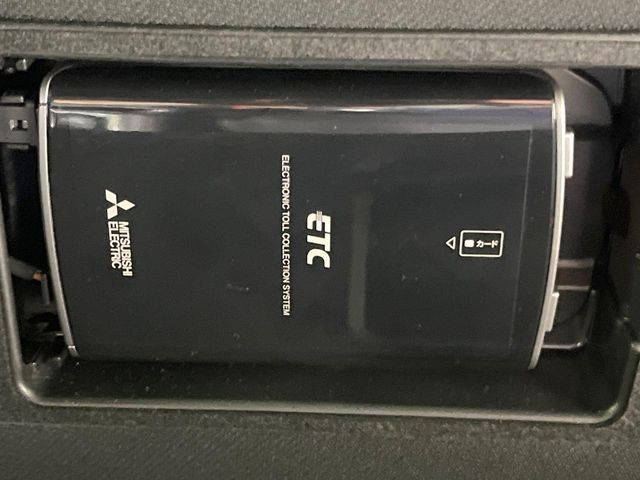 カード
ETC
ELECTRONIC TOLL COLLECTION SYSTEM
MITSUBISHI
ELECTRIC